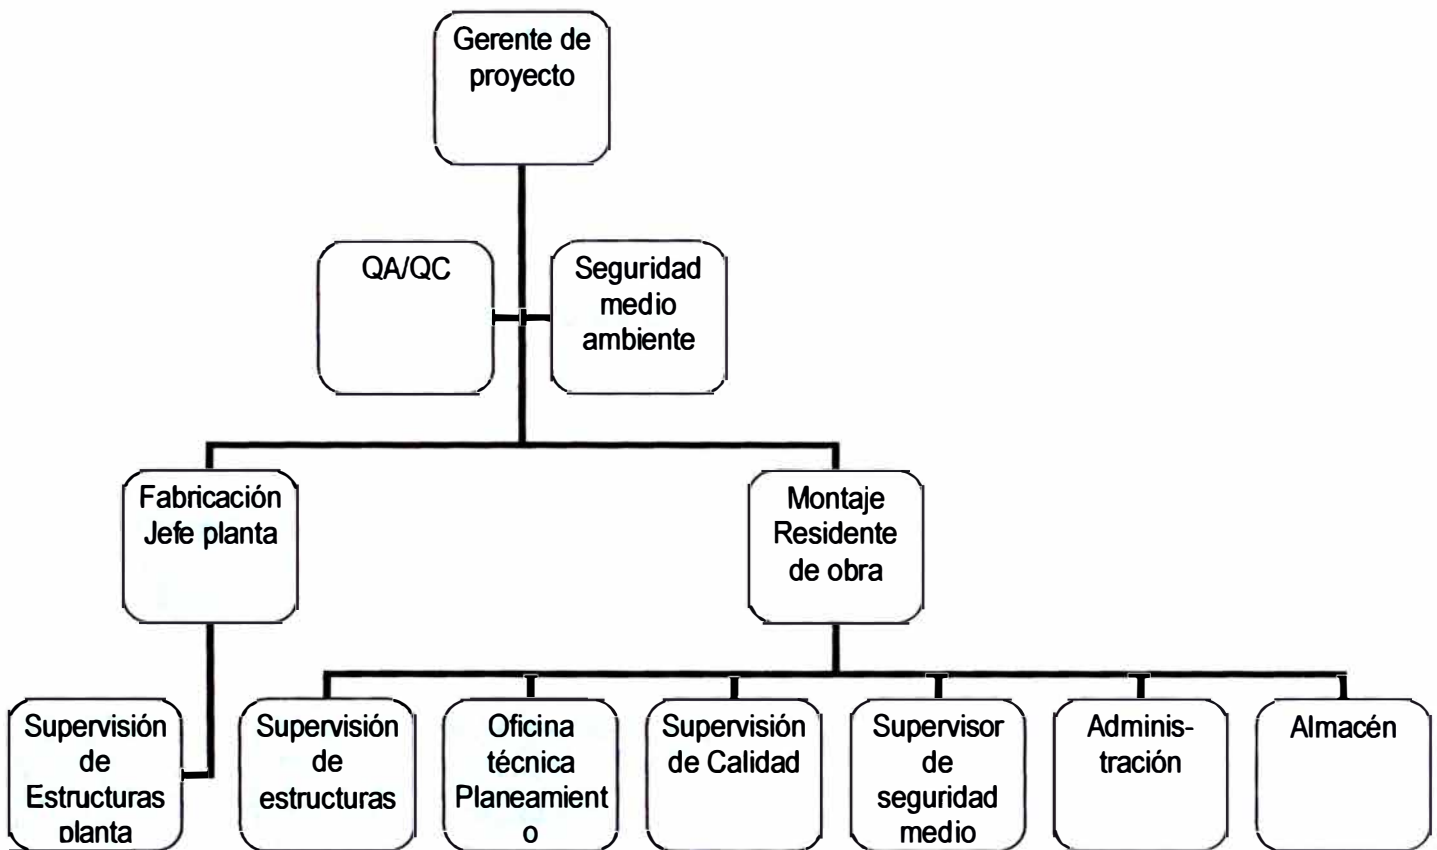 Gerente de
proyecto
QA/QC
Seguridad
medio
ambiente
Fabricación
Jefe planta
Montaje
Residente
de obra
Supervisión
de
Estructuras
planta
Supervisión
de
estructuras
Oficina
técnica
Planeamient
o
Supervisión
de Calidad
Supervisor
de
seguridad
medio
Adminis-
tración
Almacén